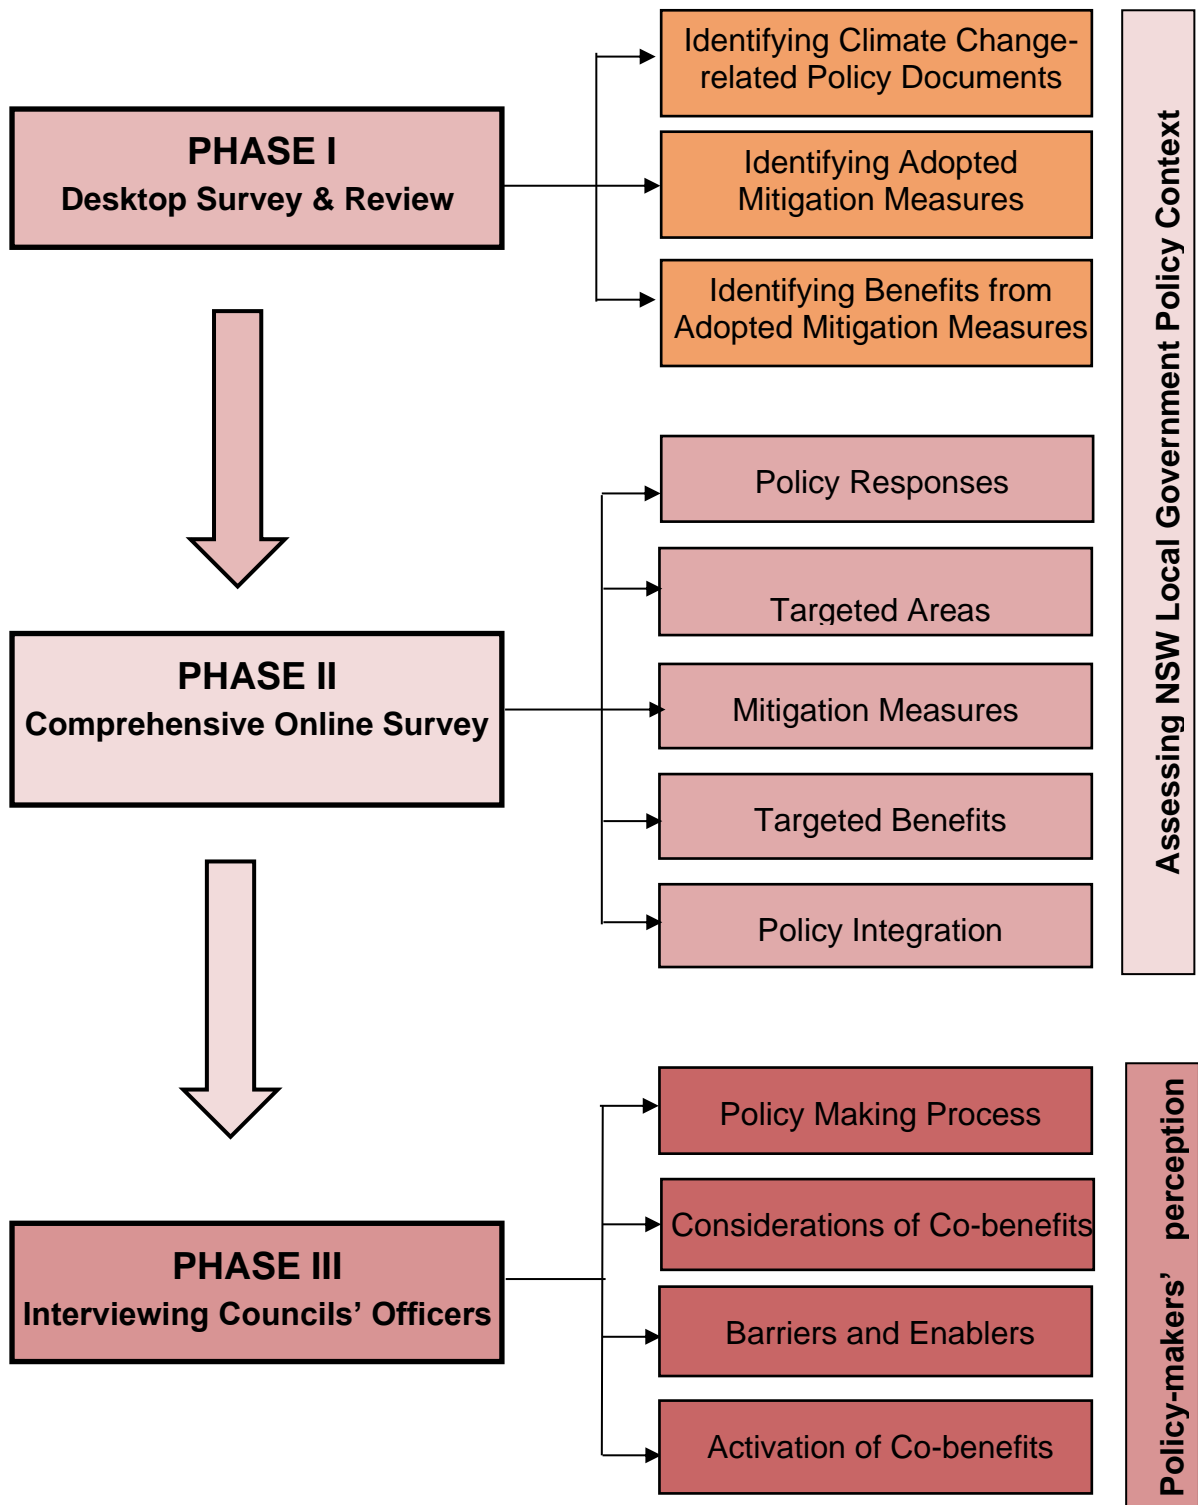 PHASE I
Desktop Survey & Review
Identifying Climate Change-
related Policy Documents
Identifying Adopted
Mitigation Measures
Identifying Benefits from
Adopted Mitigation Measures
PHASE II
Comprehensive Online Survey
Policy Responses
Targeted Areas
Mitigation Measures
Targeted Benefits
Policy Integration
Assessing NSW Local Government Policy Context
PHASE III
Interviewing Councils’ Officers
Policy Making Process
Considerations of Co-benefits
Barriers and Enablers
Activation of Co-benefits
Policy-makers’ perception